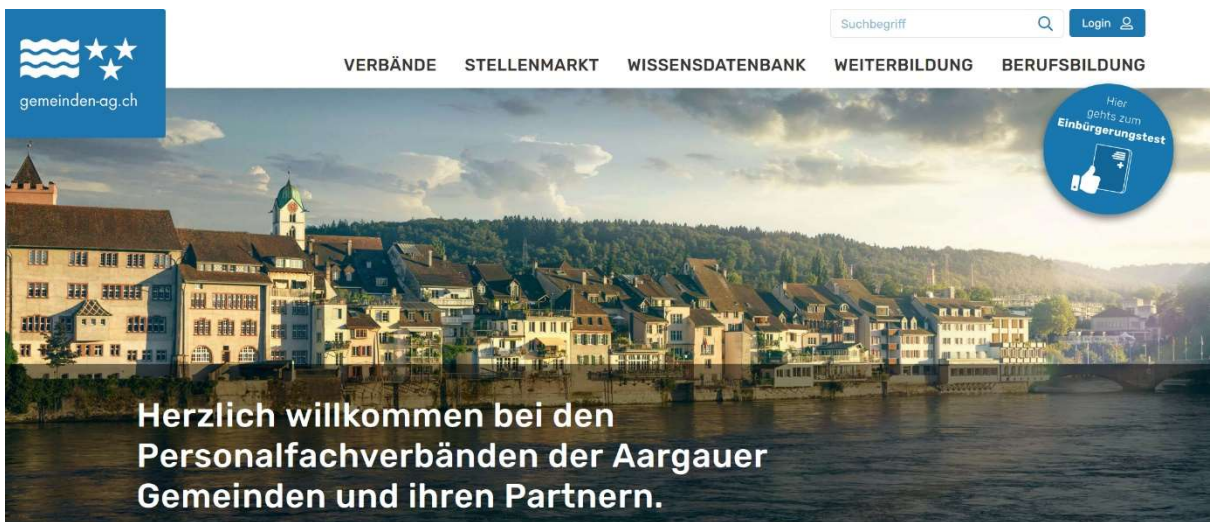 Suchbegriff
Login
gemeinden-ag.ch
VERBÄNDE STELLENMARKT WISSENSDATENBANK WEITERBILDUNG BERUFSBILDUNG
Hier
gehts zum
Einbürgerungstest
Herzlich willkommen bei den
Personalfachverbänden der Aargauer
Gemeinden und ihren Partnern.